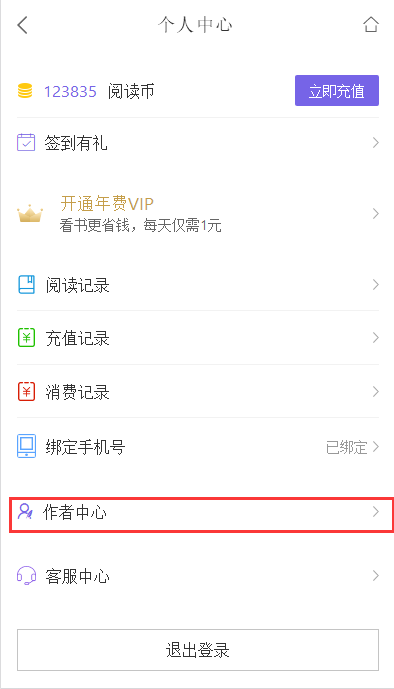 个人中心
123835 阅读币 立即充值
签到有礼
开通年费VIP
看书更省钱，每天仅需1元
阅读记录
充值记录
消费记录
绑定手机号 已绑定
作者中心
客服中心
退出登录